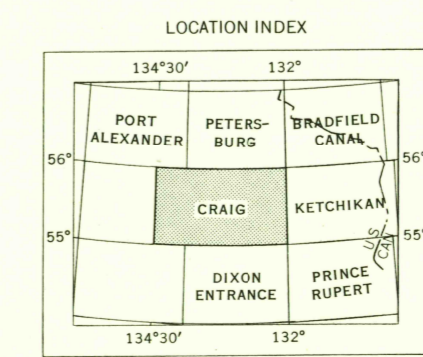 LOCATION INDEX
134°30' 132°
PORT ALEXANDER
PETERS-
BURG
BRADFIELD
CANAL
56° 56°
CRAIG
KETCHIKAN
55° 55°
U S
CAN
DIXON
ENTRANCE
PRINCE
RUPERT
134°30' 132°